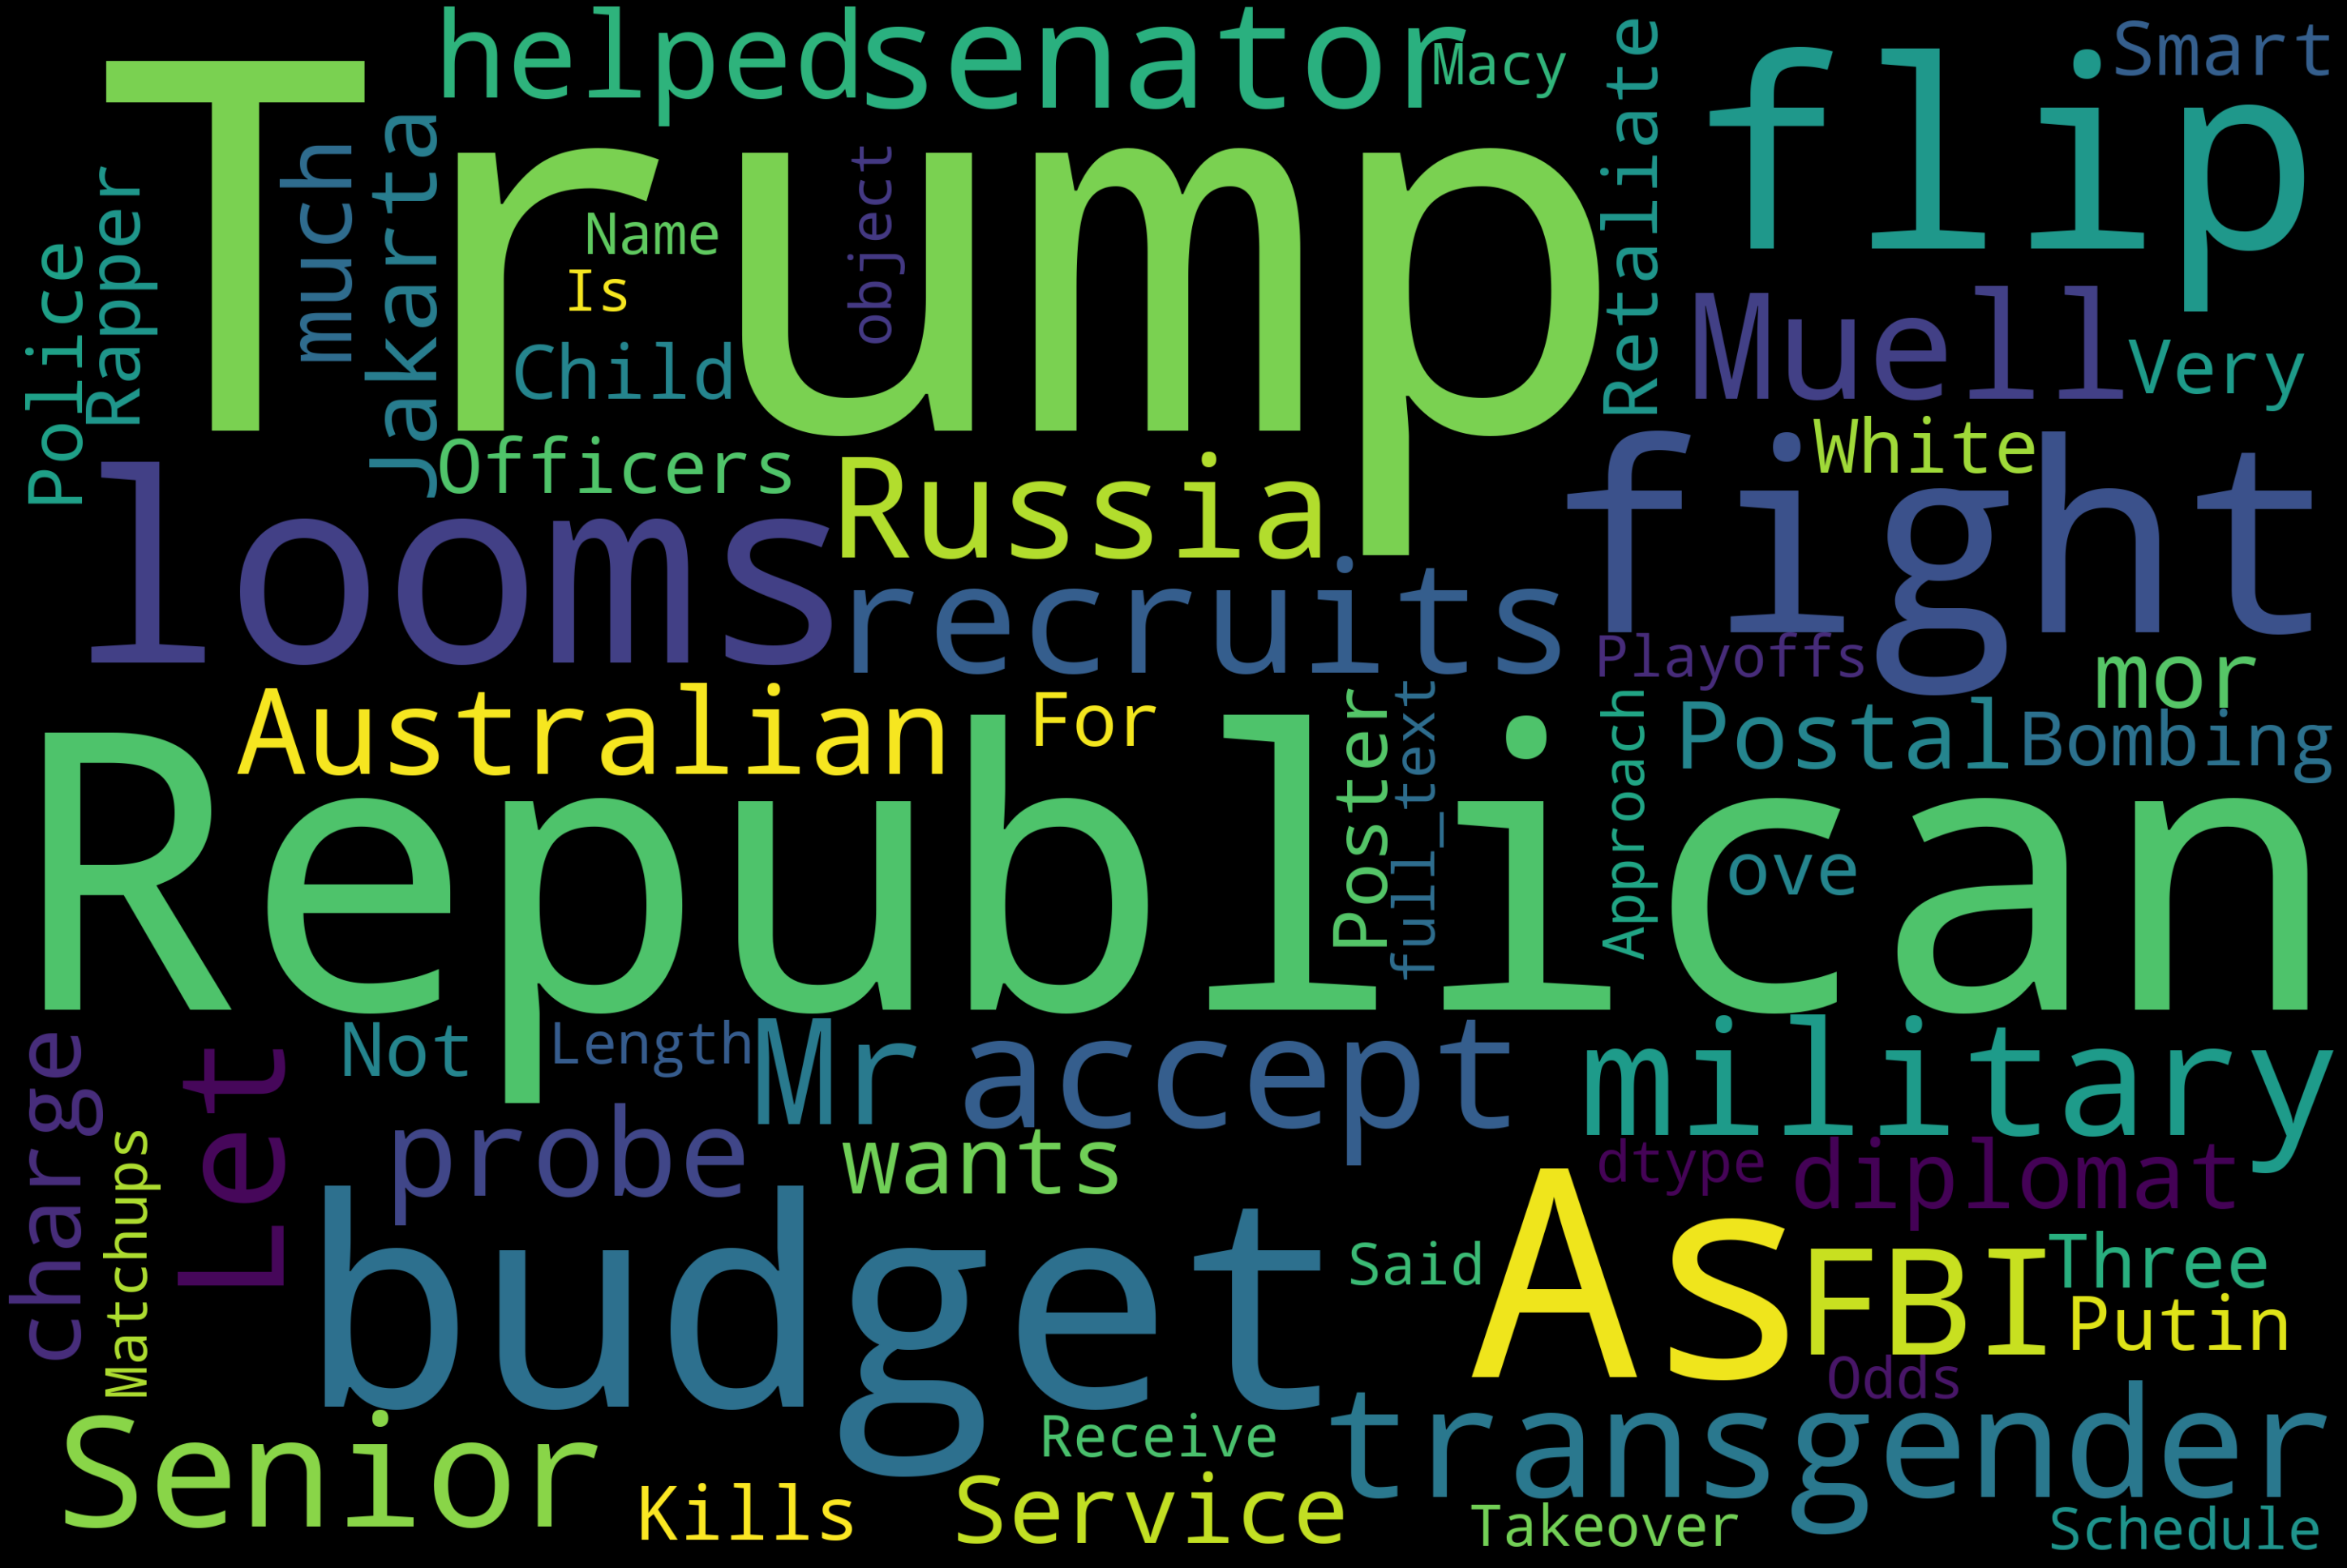 helped
senator
Macy
Retaliate
flip
Smart
Trump
Police
Rapper
much
Jakarta
Name
Is
object
Child
Muell
Very
Officers
Russia
White
looms
fight
recruits
Playoffs
mor
Australian
For
Poster
full_text
Approach
Postal
Bombing
Republican
ove
charge
Let
Not
Length
Mr
accept
military
Matchups
probe
wants
dtype
diplomat
budget
Said
As
FBI
Three
Putin
Odds
Senior
Receive
transgender
Kills
Service
Takeover
Schedule